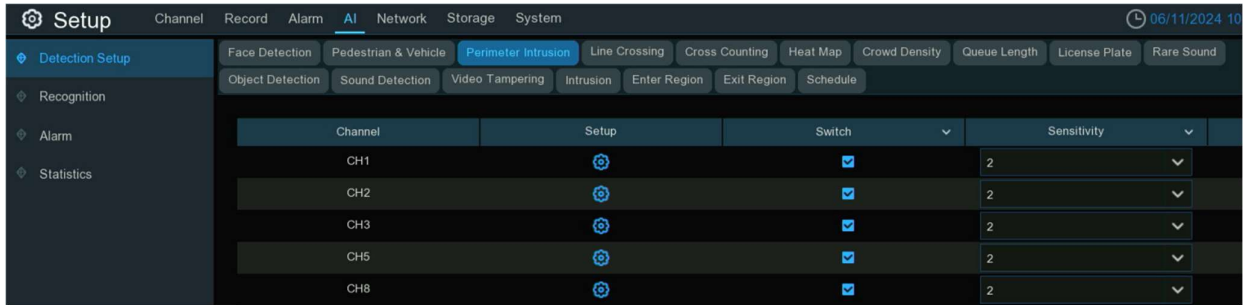 Setup Channel Record Alarm AI Network Storage System 06/11/2024 10
Detection Setup
Recognition
Alarm
Statistics
Face Detection Pedestrian & Vehicle Perimeter Intrusion Line Crossing Cross Counting Heat Map Crowd Density Queue Length License Plate Rare Sound
Object Detection Sound Detection Video Tampering Intrusion Enter Region Exit Region Schedule
Channel Setup Switch Sensitivity
CH1 2
CH2 2
CH3 2
CH5 2
CH8 2